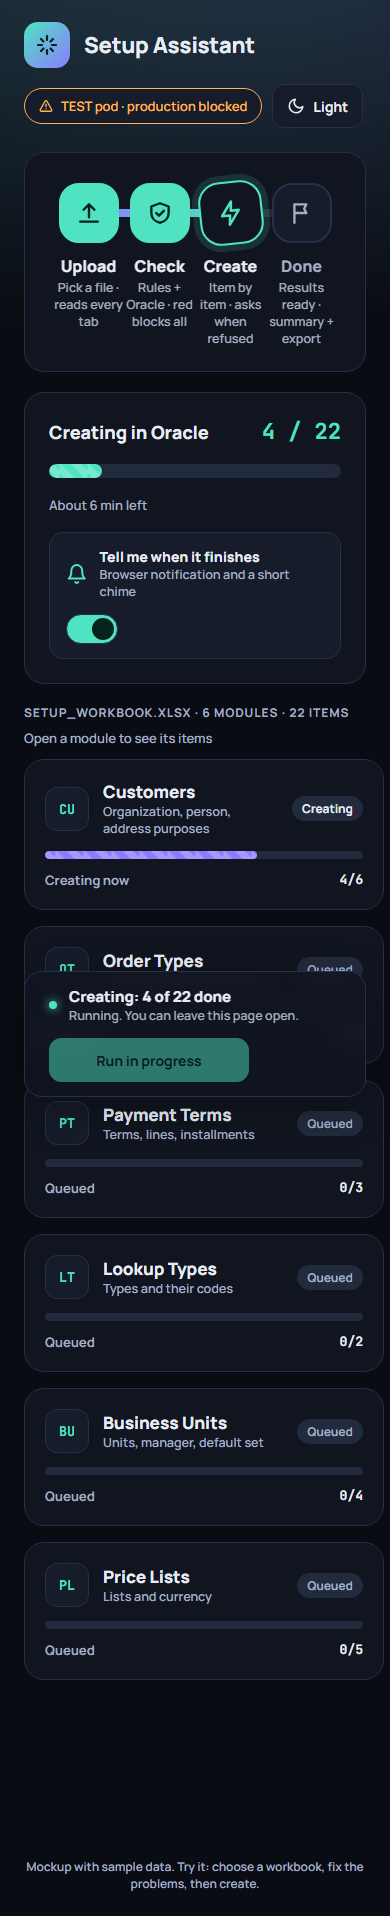 Setup Assistant
TEST pod · production blocked
Light
Upload
Pick a file ·
reads every
tab
Check
Rules +
Oracle · red
blocks all
Create
Item by
item · asks
when
refused
Done
Results
ready ·
summary +
export
Creating in Oracle
4 / 22
About 6 min left
Tell me when it finishes
Browser notification and a short
chime
SETUP_WORKBOOK.XLSX · 6 MODULES · 22 ITEMS
Open a module to see its items
CU
Customers
Organization, person,
address purposes
Creating
Creating now
4/6
OT
Order Types
Queued
Creating: 4 of 22 done
Running. You can leave this page open.
Run in progress
PT
Payment Terms
Terms, lines, installments
Queued
Queued
0/3
LT
Lookup Types
Types and their codes
Queued
Queued
0/2
BU
Business Units
Units, manager, default set
Queued
Queued
0/4
PL
Price Lists
Lists and currency
Queued
Queued
0/5
Mockup with sample data. Try it: choose a workbook, fix the
problems, then create.